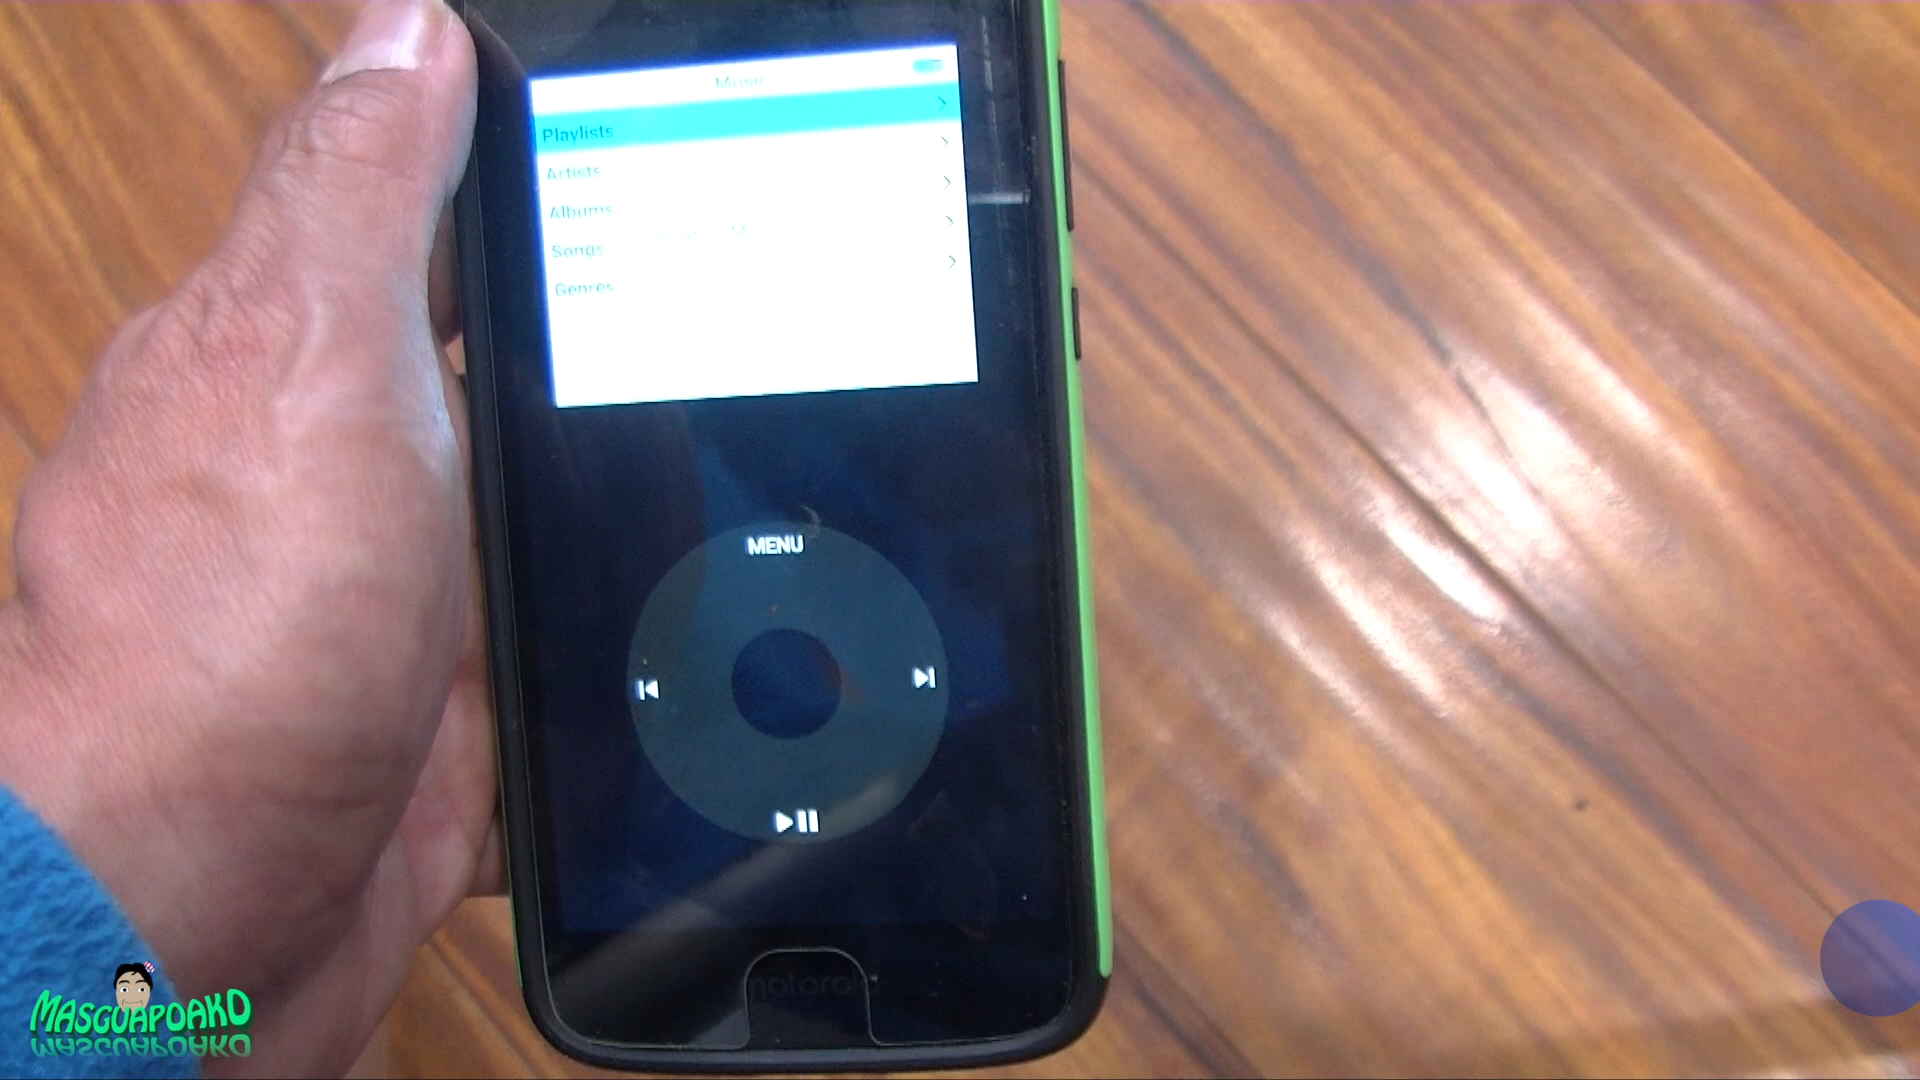 Music
Playlists
Artists
Albums
Songs
Genres
MENU
motorola
MASGUAPOAKO